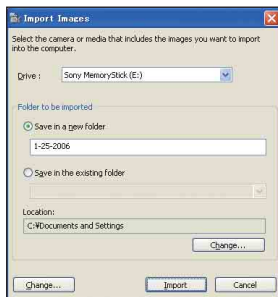 Import Images
Select the camera or media that includes the images you want to import
into the computer.
Drive : Sony MemoryStick (E:)
Folder to be imported
Save in a new folder
1-25-2006
Save in the existing folder
Location:
C:¥Documents and Settings
Change...
Change... Import Cancel